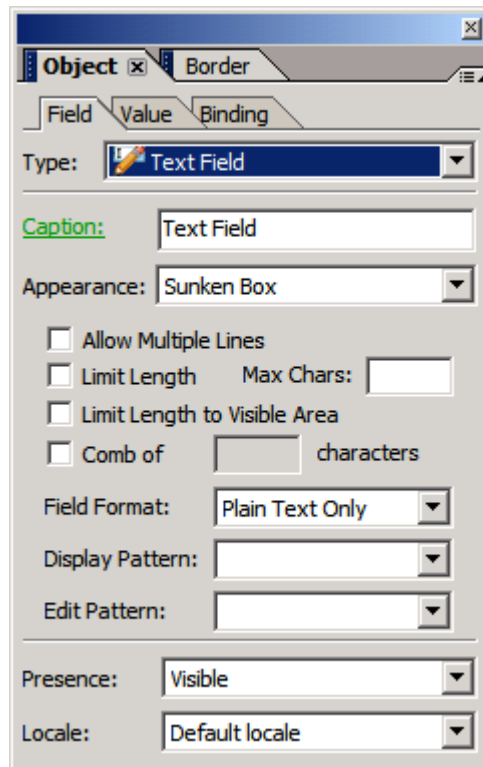 Object Border
Field Value Binding
Type: Text Field
Caption: Text Field
Appearance: Sunken Box
Allow Multiple Lines
Limit Length Max Chars:
Limit Length to Visible Area
Comb of characters
Field Format: Plain Text Only
Display Pattern:
Edit Pattern:
Presence: Visible
Locale: Default locale